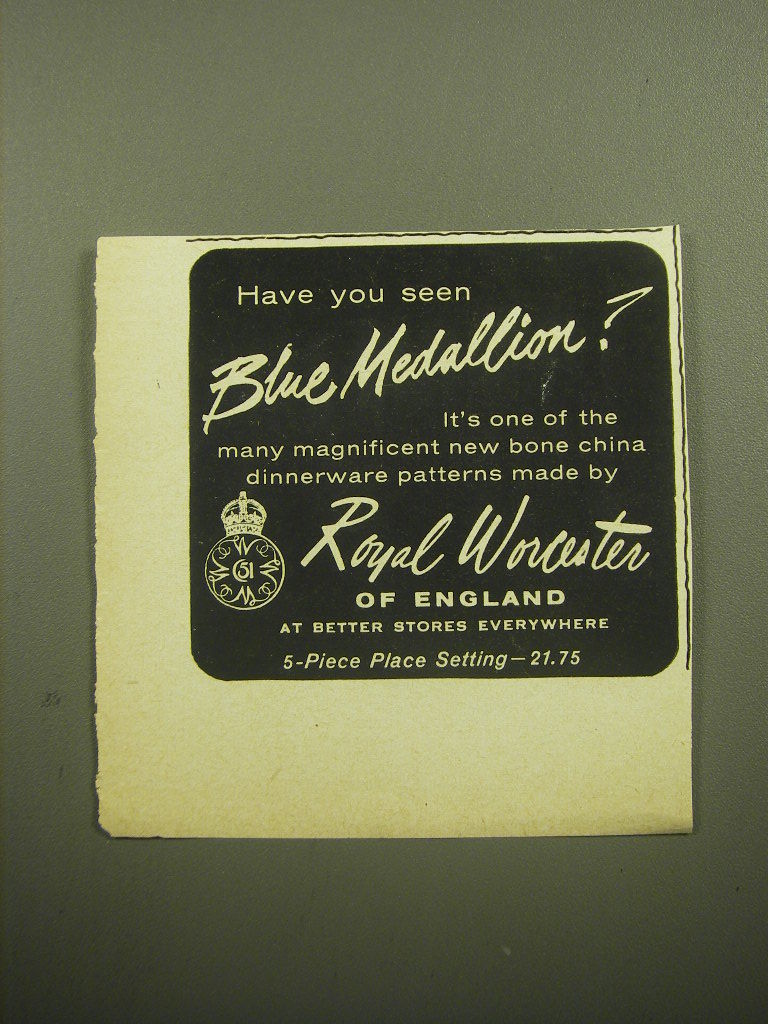 Have you seen
Blue Medallion?
It's one of the
many magnificent new bone china
dinnerware patterns made by
Royal Worcester
51
OF ENGLAND
AT BETTER STORES EVERYWHERE
5-Piece Place Setting—21.75